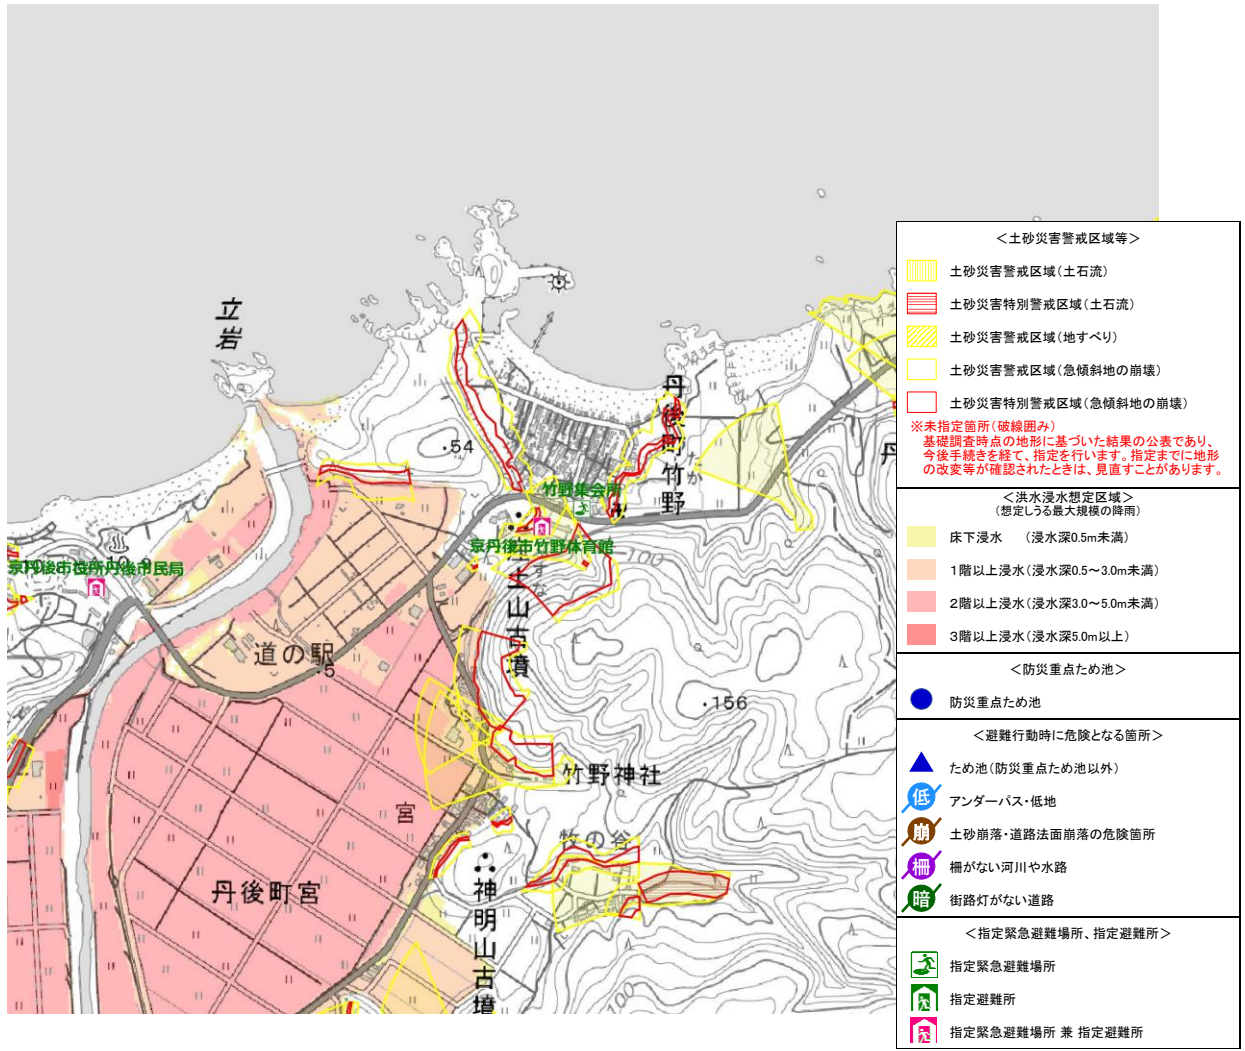 立岩
・54
丹後町竹野
たかの
竹野集会所
京丹後市竹野体育館
京丹後市役所丹後市民局
100
道の駅
5
・156
竹野神社
宮
牧の谷
丹後町宮
神明山古墳
100
丹
＜土砂災害警戒区域等＞
土砂災害警戒区域（土石流）
土砂災害特別警戒区域（土石流）
土砂災害警戒区域（地すべり）
土砂災害警戒区域（急傾斜地の崩壊）
土砂災害特別警戒区域（急傾斜地の崩壊）
※未指定箇所（破線囲み）
基礎調査時点の地形に基づいた結果の公表であり、
今後手続きを経て、指定を行います。指定までに地形
の改変等が確認されたときは、見直すことがあります。
＜洪水浸水想定区域＞
（想定しうる最大規模の降雨）
床下浸水　（浸水深0.5m未満）
1階以上浸水（浸水深0.5～3.0m未満）
2階以上浸水（浸水深3.0～5.0m未満）
3階以上浸水（浸水深5.0m以上）
＜防災重点ため池＞
防災重点ため池
＜避難行動時に危険となる箇所＞
ため池（防災重点ため池以外）
低 アンダーパス・低地
崩 土砂崩落・道路法面崩落の危険箇所
柵 柵がない河川や水路
暗 街路灯がない道路
＜指定緊急避難場所、指定避難所＞
指定緊急避難場所
指定避難所
指定緊急避難場所 兼 指定避難所